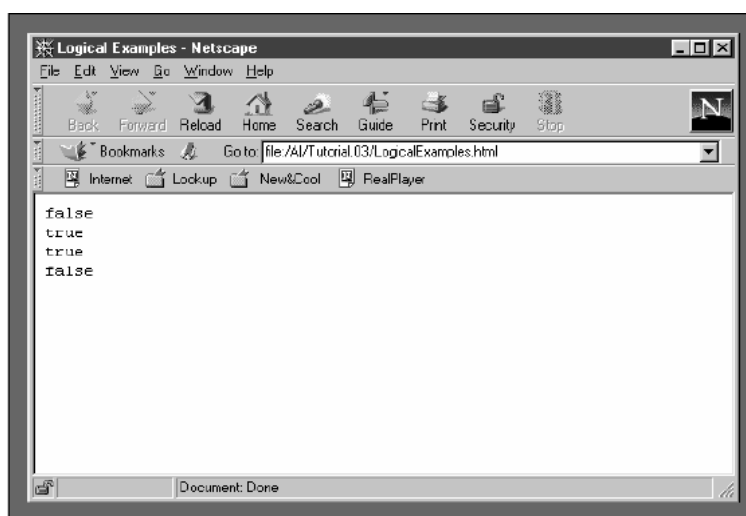 Logical Examples - Netscape
File Edit View Go Window Help
Back Forward Reload Home Search Guide Print Security Stop
N
Bookmarks Go to: file:/A|/Tutorial.03/LogicalExamples.html
Internet Lookup New&Cool RealPlayer
false
true
true
false
Document: Done